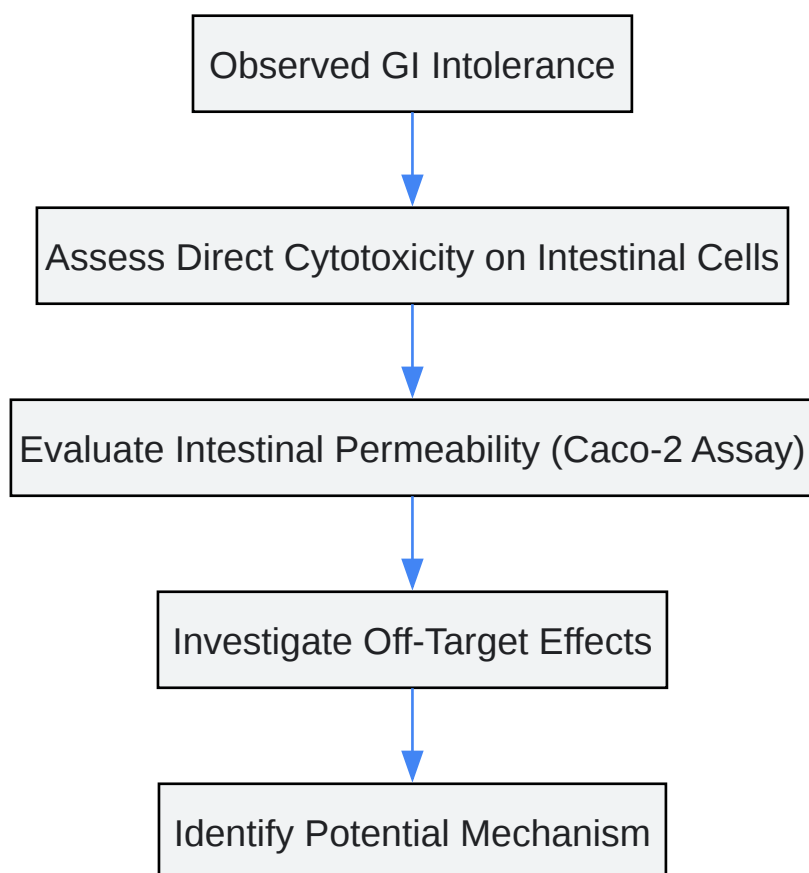 Observed GI Intolerance
Assess Direct Cytotoxicity on Intestinal Cells
Evaluate Intestinal Permeability (Caco-2 Assay)
Investigate Off-Target Effects
Identify Potential Mechanism